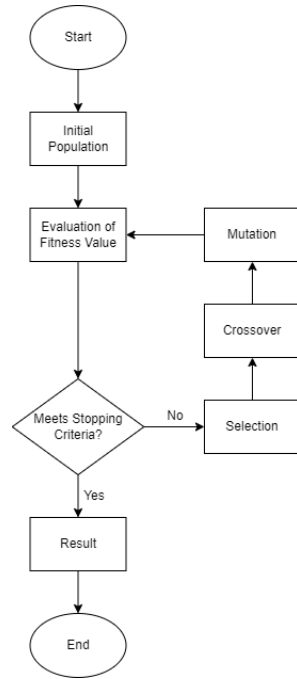 Start
Initial
Population
Evaluation of
Fitness Value
Mutation
Crossover
Meets Stopping
Criteria?
No
Selection
Yes
Result
End